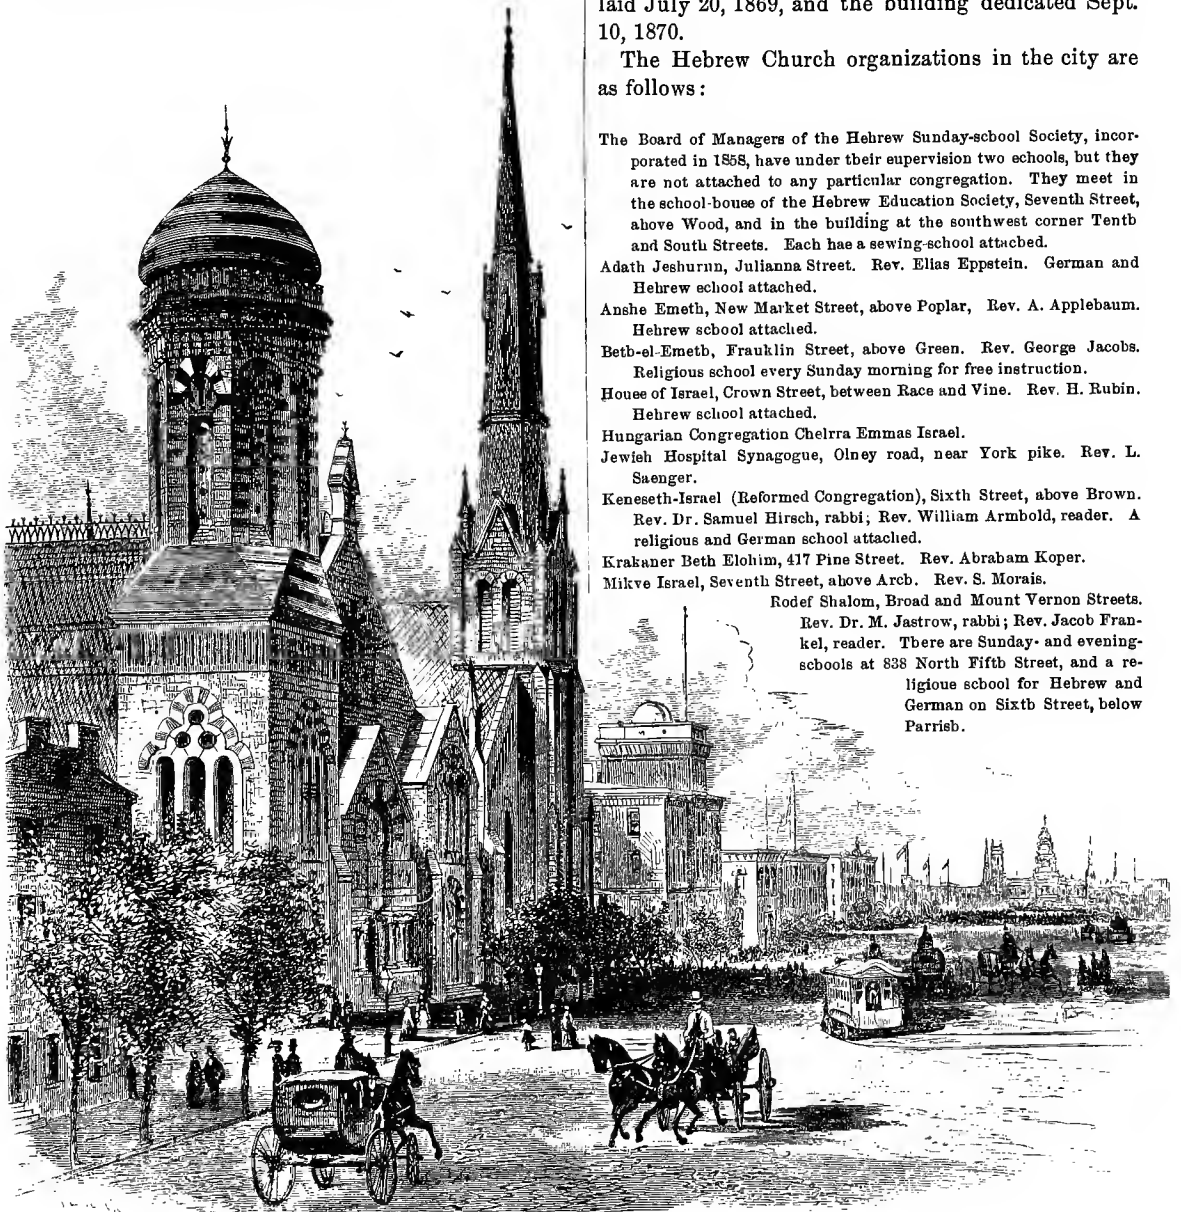 laid July 20, 1869, and the building dedicated Sept.
10, 1870.
The Hebrew Church organizations in the city are
as follows:
The Board of Managers of the Hebrew Sunday-school Society, incor-
porated in 1858, have under their supervision two schools, but they
are not attached to any particular congregation. They meet in
the school-house of the Hebrew Education Society, Seventh Street,
above Wood, and in the building at the southwest corner Tenth
and South Streets. Each has a sewing-school attached.
Adath Jeshurun, Julianna Street. Rev. Elias Eppstein. German and
Hebrew school attached.
Anshe Emeth, New Market Street, above Poplar, Rev. A. Applebaum.
Hebrew school attached.
Beth-el-Emeth, Franklin Street, above Green. Rev. George Jacobs.
Religious school every Sunday morning for free instruction.
House of Israel, Crown Street, between Race and Vine. Rev. H. Rubin.
Hebrew school attached.
Hungarian Congregation Chelrra Emmas Israel.
Jewish Hospital Synagogue, Olney road, near York pike. Rev. L.
Saenger.
Keneseth-Israel (Reformed Congregation), Sixth Street, above Brown.
Rev. Dr. Samuel Hirsch, rabbi; Rev. William Armbold, reader. A
religious and German school attached.
Krakauer Beth Elohim, 417 Pine Street. Rev. Abraham Koper.
Mikve Israel, Seventh Street, above Arch. Rev. S. Morais.
Rodef Shalom, Broad and Mount Vernon Streets.
Rev. Dr. M. Jastrow, rabbi; Rev. Jacob Fran-
kel, reader. There are Sunday- and evening-
schools at 838 North Fifth Street, and a re-
ligious school for Hebrew and
German on Sixth Street, below
Parrish.